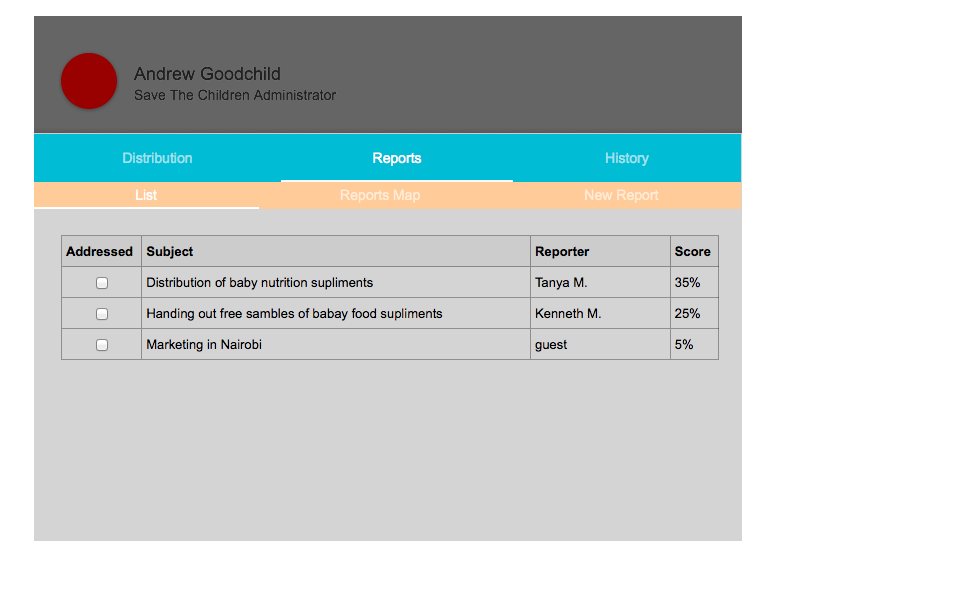 Andrew Goodchild
Save The Children Administrator
Distribution Reports History
List Reports Map New Report
Addressed Subject Reporter Score
Distribution of baby nutrition supliments Tanya M. 35%
Handing out free sambles of babay food supliments Kenneth M. 25%
Marketing in Nairobi guest 5%